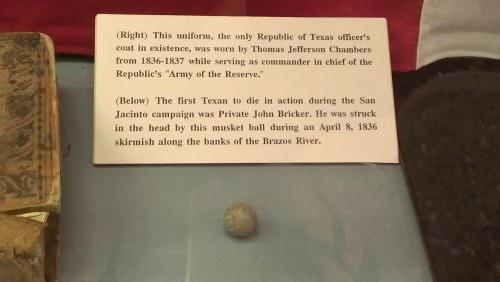 (Right) This uniform, the only Republic of Texas officer's
coat in existence, was worn by Thomas Jefferson Chambers
from 1836-1837 while serving as commander in chief of the
Republic's "Army of the Reserve."
(Below) The first Texan to die in action during the San
Jacinto campaign was Private John Bricker. He was struck
in the head by this musket ball during an April 8, 1836
skirmish along the banks of the Brazos River.